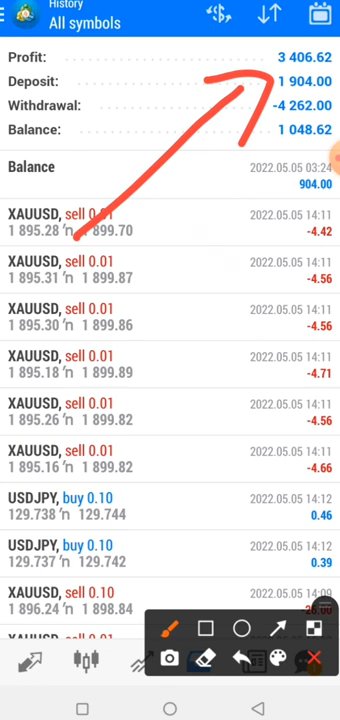 History
All symbols
Profit: 3 406.62
Deposit: 1 904.00
Withdrawal: -4 262.00
Balance: 1 048.62
Balance 2022.05.05 03:24
904.00
XAUUSD, sell 0.01 2022.05.05 14:11
1 895.28 1 899.70 -4.42
XAUUSD, sell 0.01 2022.05.05 14:11
1 895.31 ‘n 1 899.87 -4.56
XAUUSD, sell 0.01 2022.05.05 14:11
1 895.30 ‘n 1 899.86 -4.56
XAUUSD, sell 0.01 2022.05.05 14:11
1 895.18 ‘n 1 899.89 -4.71
XAUUSD, sell 0.01 2022.05.05 14:11
1 895.26 ‘n 1 899.82 -4.56
XAUUSD, sell 0.01 2022.05.05 14:11
1 895.16 ‘n 1 899.82 -4.66
USDJPY, buy 0.10 2022.05.05 14:12
129.738 ‘n 129.744 0.46
USDJPY, buy 0.10 2022.05.05 14:12
129.737 ‘n 129.742 0.39
XAUUSD, sell 0.10 2022.05.05 14:09
1 896.24 ‘n 1 898.84
XAUUSD, sell 0.01